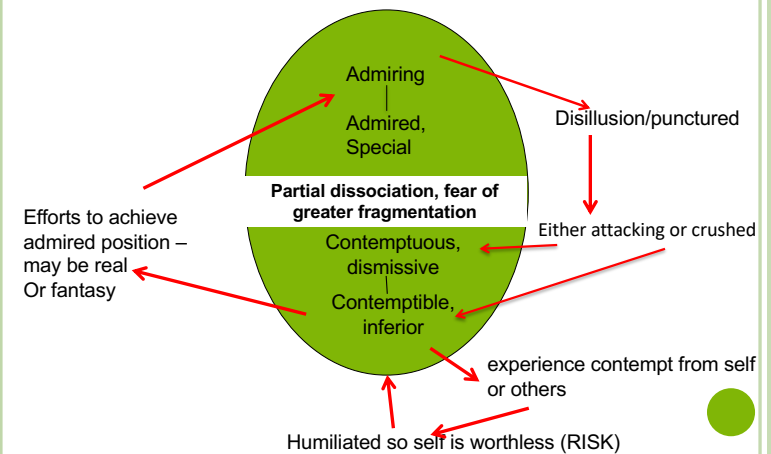 Admiring
Admired,
Special
Disillusion/punctured
Partial dissociation, fear of
greater fragmentation
Efforts to achieve
admired position –
may be real
Or fantasy
Either attacking or crushed
Contemptuous,
dismissive
Contemptible,
inferior
experience contempt from self
or others
Humiliated so self is worthless (RISK)